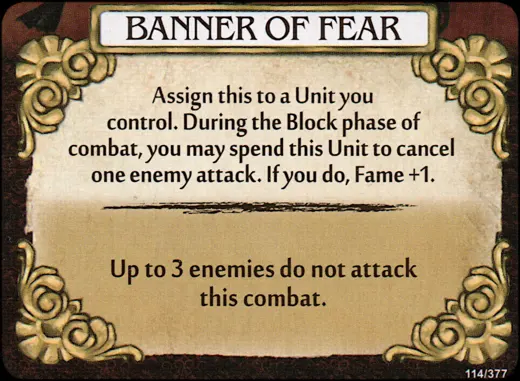 BANNER OF FEAR
Assign this to a Unit you
control. During the Block phase of
combat, you may spend this Unit to cancel
one enemy attack. If you do, Fame +1.
Up to 3 enemies do not attack
this combat.
114/377